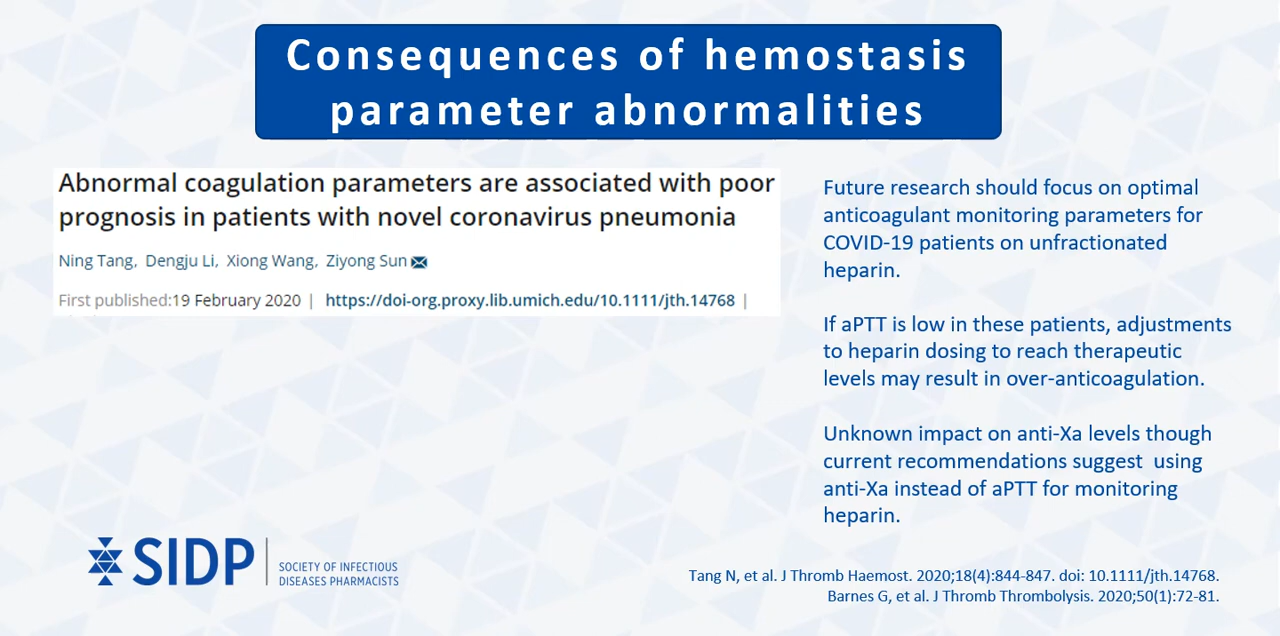 Consequences of hemostasis
parameter abnormalities
Abnormal coagulation parameters are associated with poor
prognosis in patients with novel coronavirus pneumonia
Ning Tang, Dengju Li, Xiong Wang, Ziyong Sun
First published:19 February 2020 | https://doi-org.proxy.lib.umich.edu/10.1111/jth.14768 |
Future research should focus on optimal
anticoagulant monitoring parameters for
COVID-19 patients on unfractionated
heparin.
If aPTT is low in these patients, adjustments
to heparin dosing to reach therapeutic
levels may result in over-anticoagulation.
Unknown impact on anti-Xa levels though
current recommendations suggest using
anti-Xa instead of aPTT for monitoring
heparin.
SIDP
SOCIETY OF INFECTIOUS
DISEASES PHARMACISTS
Tang N, et al. J Thromb Haemost. 2020;18(4):844-847. doi: 10.1111/jth.14768.
Barnes G, et al. J Thromb Thrombolysis. 2020;50(1):72-81.